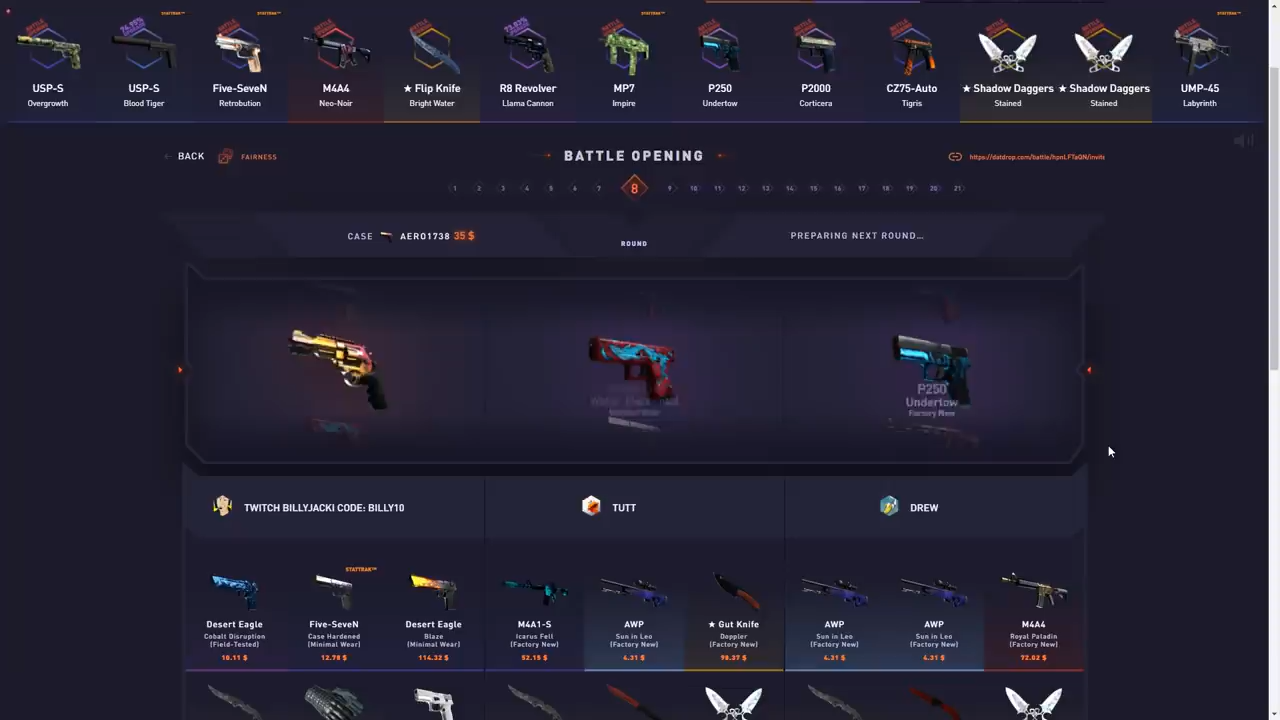 STATTRAK™ STATTRAK™ STATTRAK™ STATTRAK™
USP-S USP-S Five-SeveN M4A4 ★ Flip Knife R8 Revolver MP7 P250 P2000 CZ75-Auto ★ Shadow Daggers ★ Shadow Daggers UMP-45
Overgrowth Blood Tiger Retrobution Neo-Noir Bright Water Llama Cannon Impire Undertow Corticera Tigris Stained Stained Labyrinth
BACK FAIRNESS BATTLE OPENING
1 2 3 4 5 6 7 8 9 10 11 12 13 14 15 16 17 18 19 20 21
CASE AERO1738 35 $ ROUND PREPARING NEXT ROUND...
P250
Undertow
Factory New
TWITCH BILLYJACKI CODE: BILLY10 TUTT DREW
STATTRAK™
Desert Eagle Five-SeveN Desert Eagle M4A1-S AWP ★ Gut Knife AWP AWP M4A4
Cobalt Disruption Case Hardened Blaze Icarus Fell Sun in Leo Doppler Sun in Leo Sun in Leo Royal Paladin
(Field-Tested) (Minimal Wear) (Minimal Wear) (Factory New) (Factory New) (Factory New) (Factory New) (Factory New) (Factory New)
10.11 $ 12.78 $ 114.32 $ 52.15 $ 4.31 $ 90.37 $ 4.31 $ 4.31 $ 72.02 $